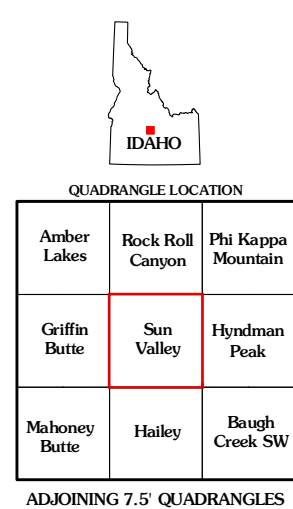 IDAHO
QUADRANGLE LOCATION
Amber
Lakes
Rock Roll
Canyon
Phi Kappa
Mountain
Griffin
Butte
Sun
Valley
Hyndman
Peak
Mahoney
Butte
Hailey
Baugh
Creek SW
ADJOINING 7.5' QUADRANGLES